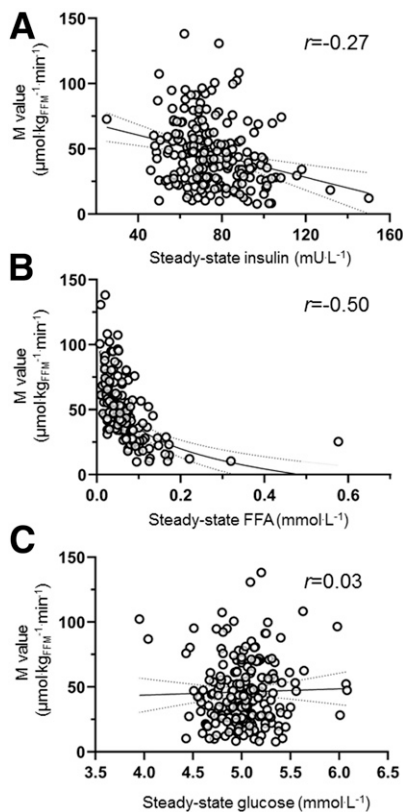 A
r=-0.27
150
100
50
0
M value
(µmol·kgFFM⁻¹·min⁻¹)
40 80 120 160
Steady-state insulin (mU·L⁻¹)
B
r=-0.50
150
100
50
0
M value
(µmol·kgFFM⁻¹·min⁻¹)
0.0 0.2 0.4 0.6
Steady-state FFA (mmol·L⁻¹)
C
r=0.03
150
100
50
0
M value
(µmol·kgFFM⁻¹·min⁻¹)
3.5 4.0 4.5 5.0 5.5 6.0 6.5
Steady-state glucose (mmol·L⁻¹)